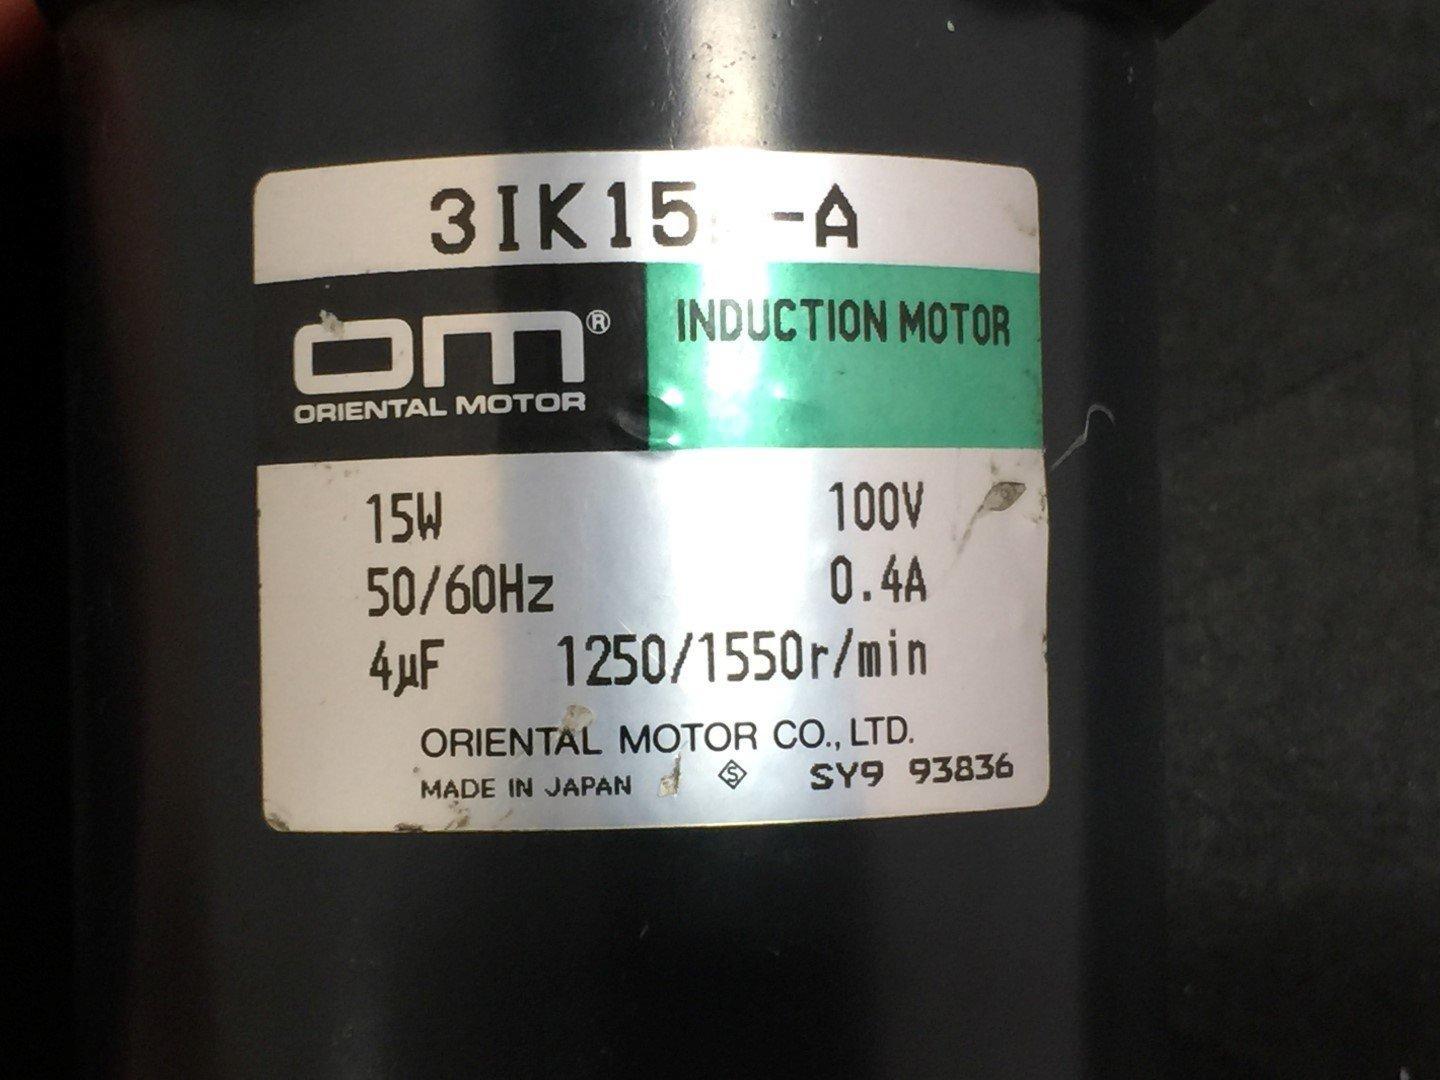 3IK15 -A
om®
ORIENTAL MOTOR
INDUCTION MOTOR
15W 100V
50/60Hz 0.4A
4µF 1250/1550r/min
ORIENTAL MOTOR CO., LTD.
MADE IN JAPAN S SY9 93836